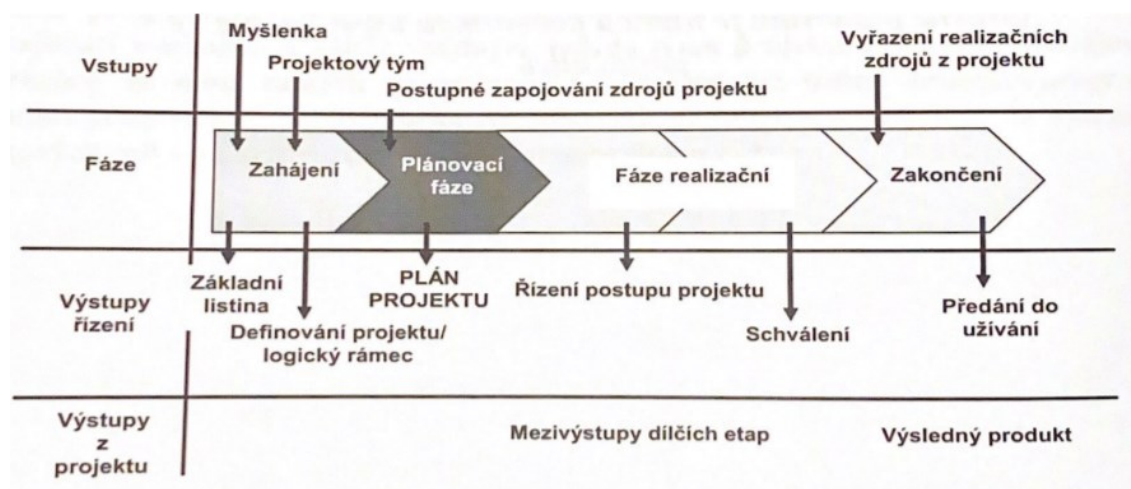 Myšlenka
Vstupy
Projektový tým
Vyřazení realizačních
zdrojů z projektu
Postupné zapojování zdrojů projektu
Fáze
Zahájení
Plánovací
fáze
Fáze realizační
Zakončení
Výstupy
řízení
Základní
listina
Definování projektu/
logický rámec
PLÁN
PROJEKTU
Řízení postupu projektu
Schválení
Předání do
užívání
Výstupy
z
projektu
Mezivýstupy dílčích etap
Výsledný produkt